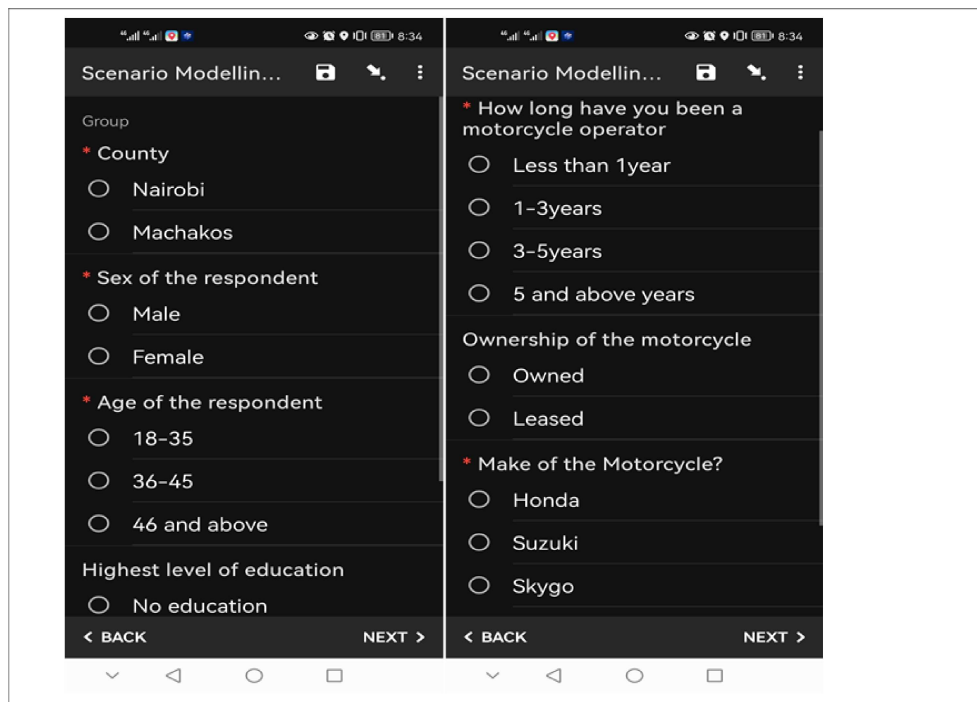 81 8:34
Scenario Modellin...
Group
* County
Nairobi
Machakos
* Sex of the respondent
Male
Female
* Age of the respondent
18-35
36-45
46 and above
Highest level of education
No education
< BACK NEXT >
81 8:34
Scenario Modellin...
* How long have you been a
motorcycle operator
Less than 1year
1-3years
3-5years
5 and above years
Ownership of the motorcycle
Owned
Leased
* Make of the Motorcycle?
Honda
Suzuki
Skygo
< BACK NEXT >